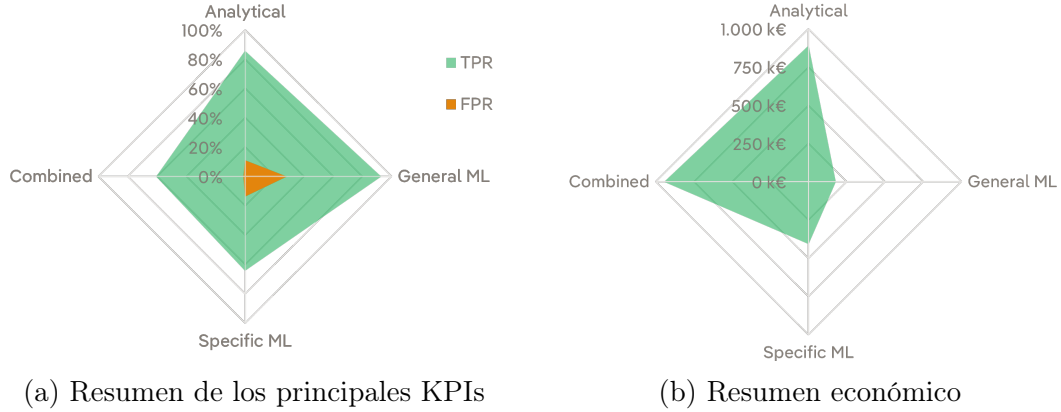 Analytical
100%
80%
60%
40%
20%
0%
Combined
General ML
Specific ML
TPR
FPR
(a) Resumen de los principales KPIs
Analytical
1.000 k€
750 k€
500 k€
250 k€
0 k€
Combined
General ML
Specific ML
(b) Resumen económico